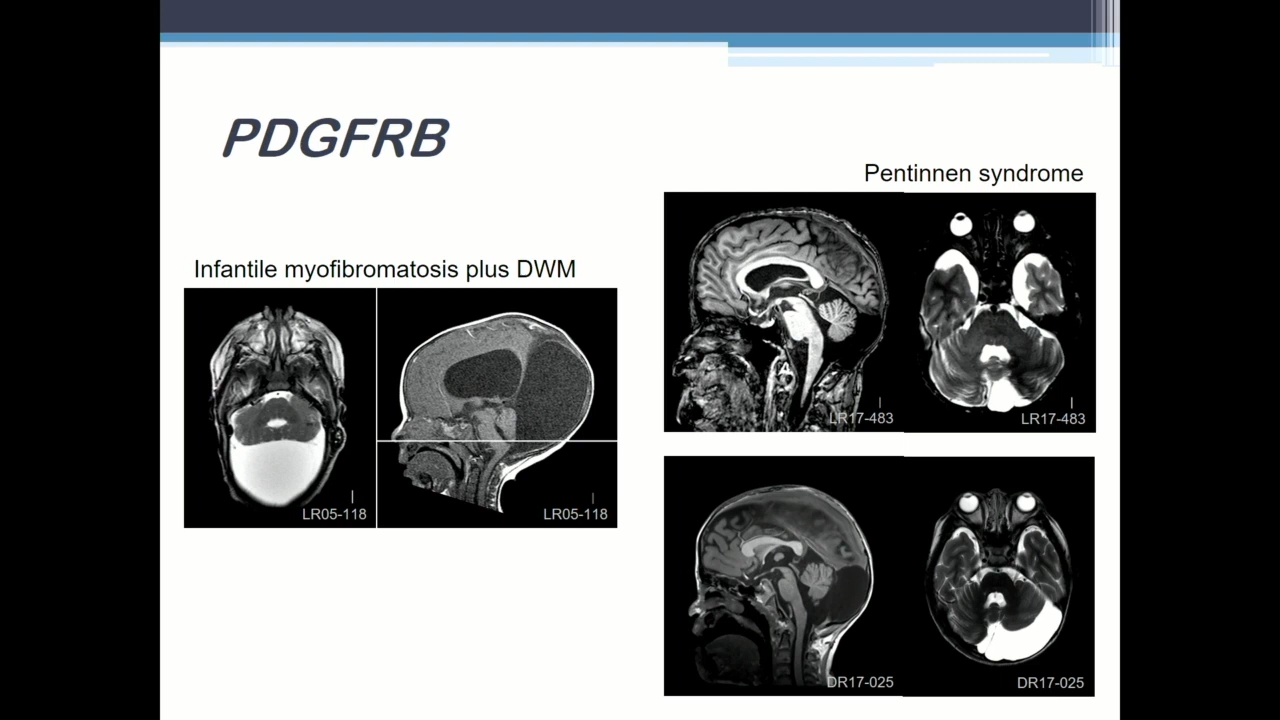 PDGFRB
Pentinnen syndrome
Infantile myofibromatosis plus DWM
A
LR17-483
LR17-483
LR05-118
LR05-118
DR17-025
DR17-025